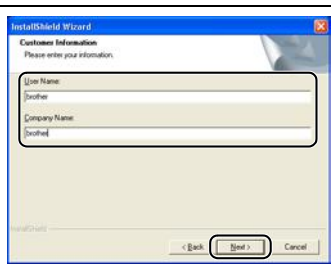 InstallShield Wizard
Customer Information
Please enter your information.
User Name:
brother
Company Name:
brother
InstallShield
< Back
Next >
Cancel